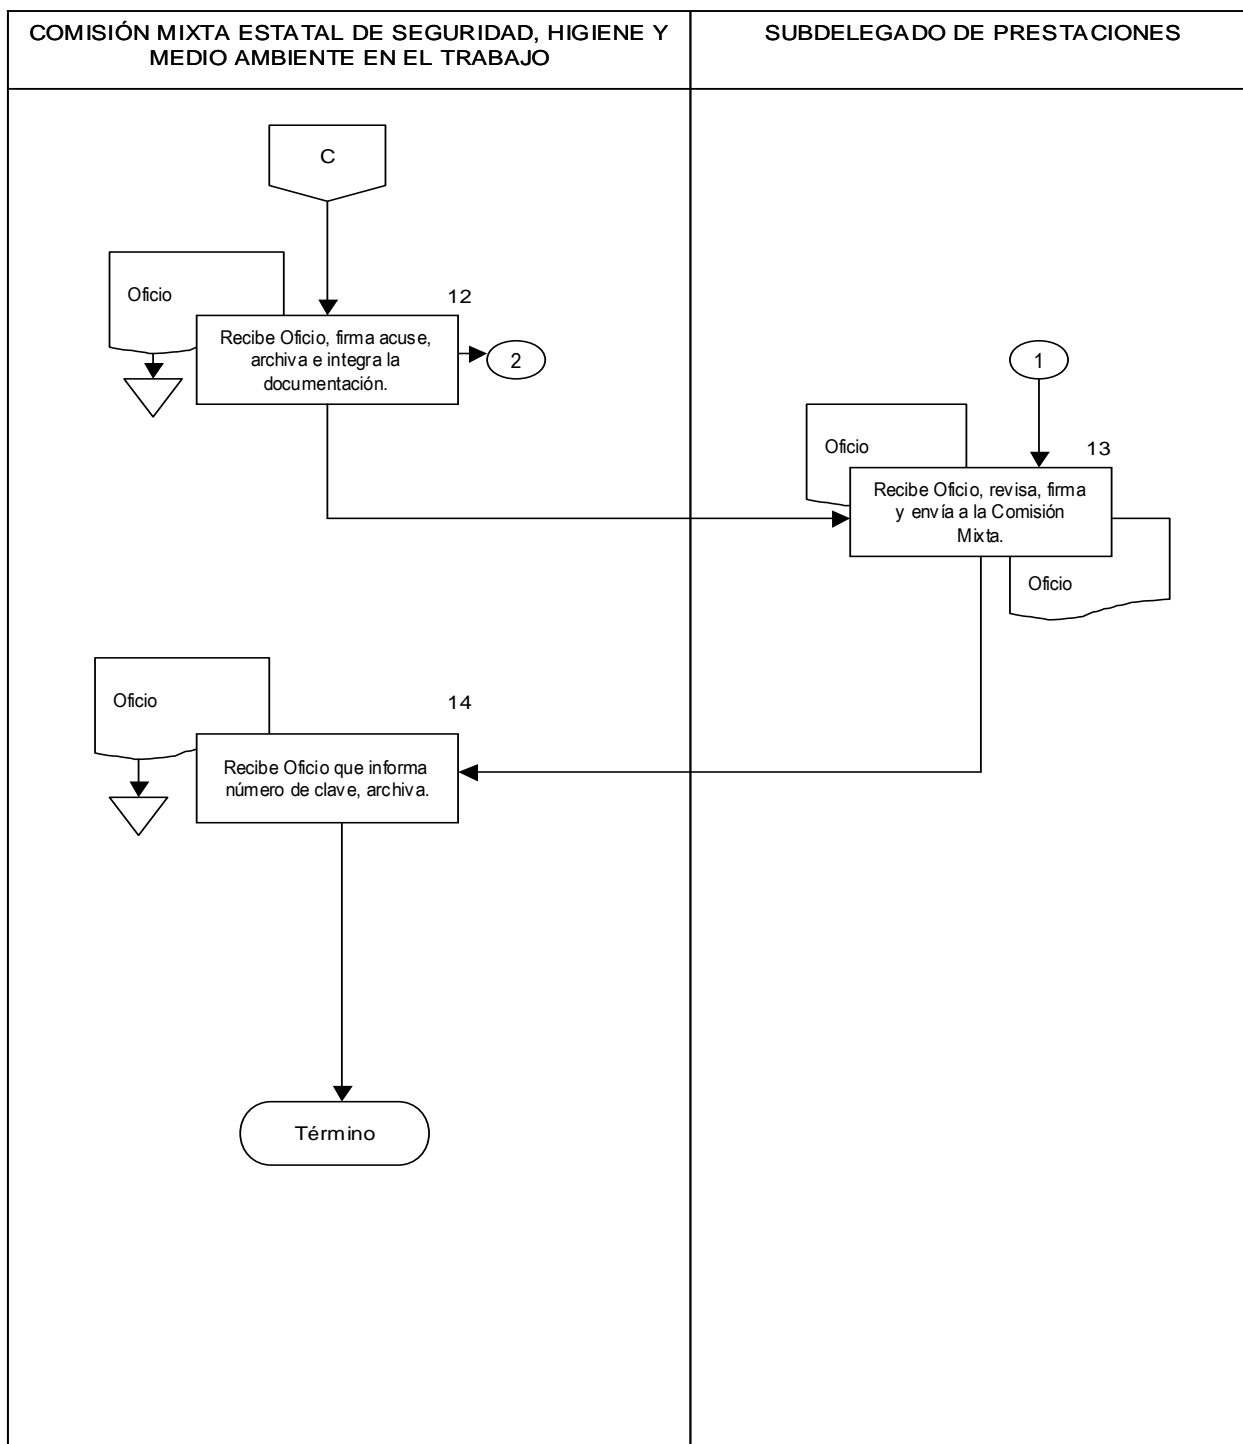 COMISIÓN MIXTA ESTATAL DE SEGURIDAD, HIGIENE Y
MEDIO AMBIENTE EN EL TRABAJO
SUBDELEGADO DE PRESTACIONES
C
Oficio
12
Recibe Oficio, firma acuse,
archiva e integra la
documentación.
2
1
Oficio
13
Recibe Oficio, revisa, firma
y envía a la Comisión
Mixta.
Oficio
Oficio
14
Recibe Oficio que informa
número de clave, archiva.
Término